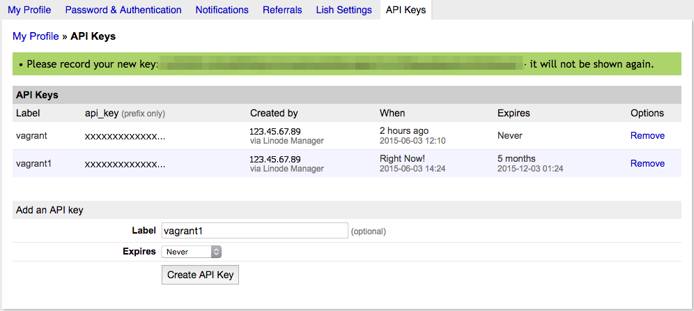 My Profile Password & Authentication Notifications Referrals Lish Settings API Keys
My Profile » API Keys
• Please record your new key: - it will not be shown again.
API Keys
Label api_key (prefix only) Created by When Expires Options
vagrant xxxxxxxxxxxxx... 123.45.67.89 2 hours ago Never Remove
via Linode Manager 2015-06-03 12:10
vagrant1 xxxxxxxxxxxxx... 123.45.67.89 Right Now! 5 months Remove
via Linode Manager 2015-06-03 14:24 2015-12-03 01:24
Add an API key
Label vagrant1 (optional)
Expires Never
Create API Key